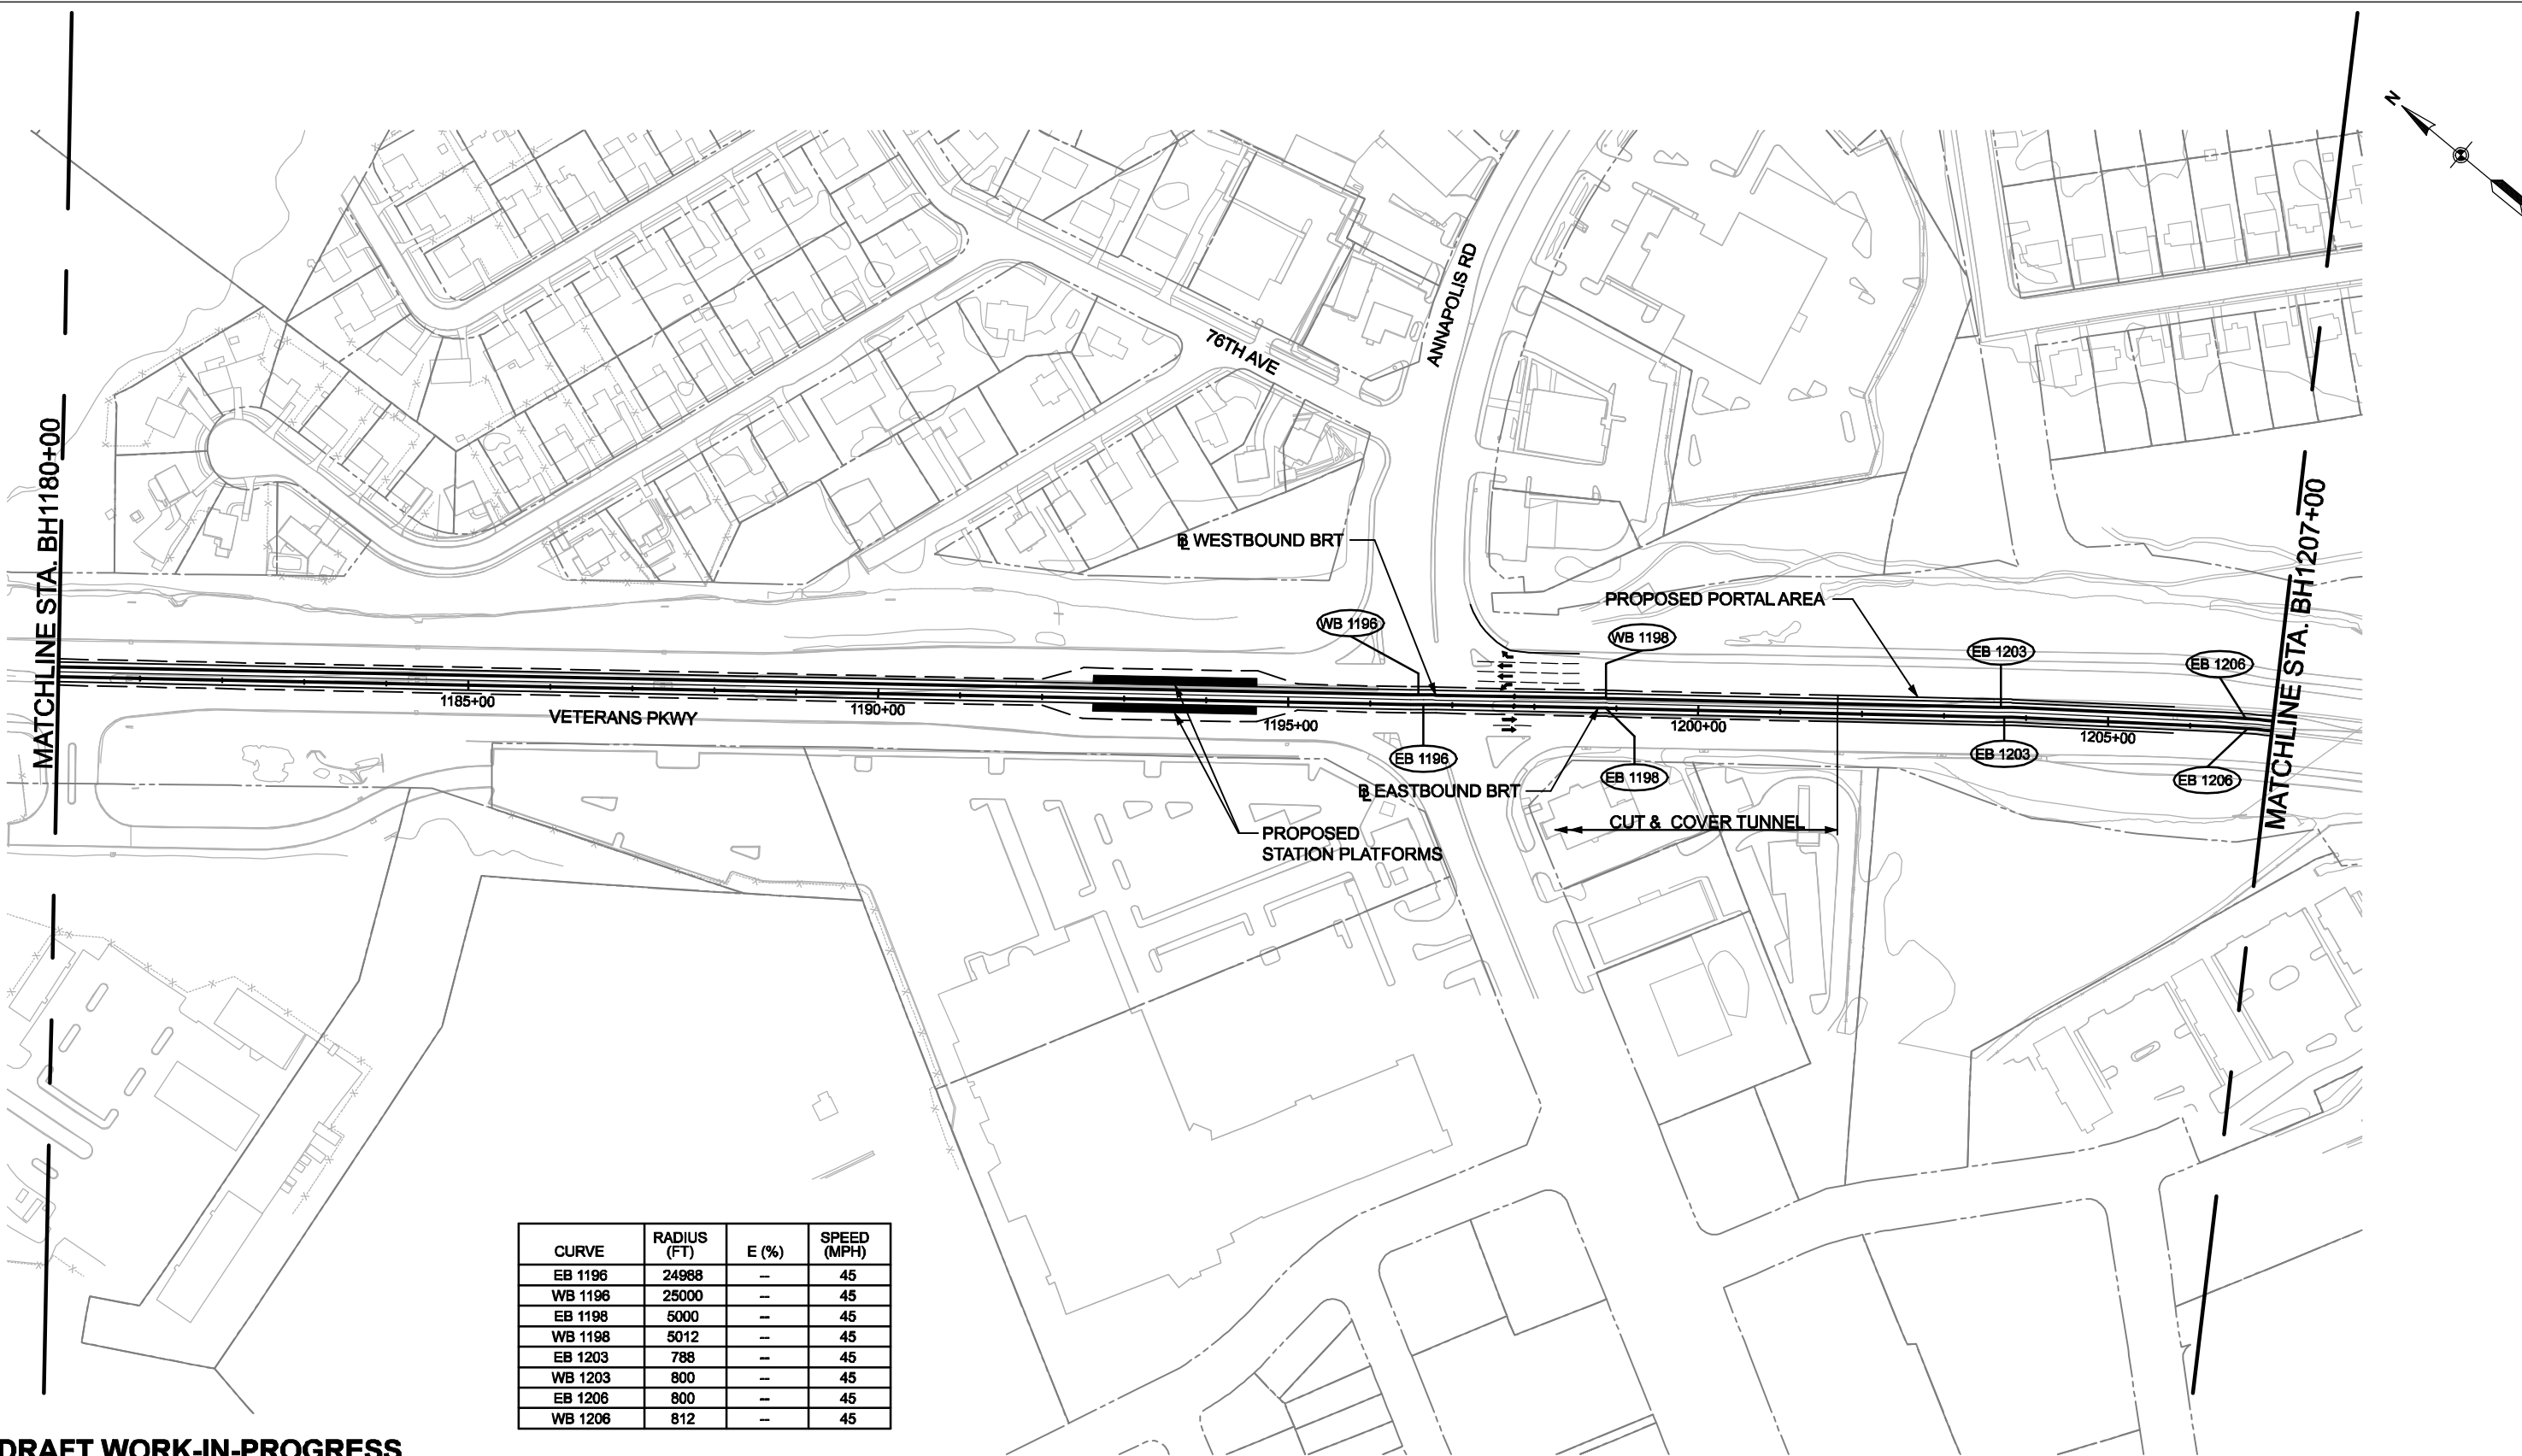 N
ANNAPOLIS RD
76TH AVE
MATCHLINE STA. BH1180+00
MATCHLINE STA. BH1207+00
BL WESTBOUND BRT
PROPOSED PORTAL AREA
WB 1196
WB 1198
EB 1203
EB 1206
1185+00
VETERANS PKWY
1190+00
1195+00
1200+00
1205+00
EB 1196
EB 1198
EB 1203
EB 1206
BL EASTBOUND BRT
CUT & COVER TUNNEL
PROPOSED
STATION PLATFORMS
CURVE RADIUS (FT) E (%) SPEED (MPH)
EB 1196 24988 -- 45
WB 1196 25000 -- 45
EB 1198 5000 -- 45
WB 1198 5012 -- 45
EB 1203 788 -- 45
WB 1203 800 -- 45
EB 1206 800 -- 45
WB 1206 812 -- 45
DRAFT WORK-IN-PROGRESS